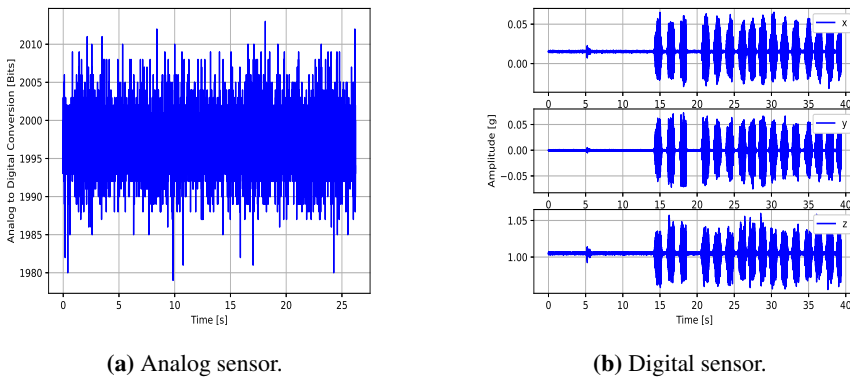 Analog to Digital Conversion [Bits]
2010
2005
2000
1995
1990
1985
1980
0 5 10 15 20 25
Time [s]
(a) Analog sensor.
Amplitude [g]
x
0.05
0.00
0 5 10 15 20 25 30 35 40
y
0.05
0.00
−0.05
0 5 10 15 20 25 30 35 40
z
1.05
1.00
0 5 10 15 20 25 30 35 40
Time [s]
(b) Digital sensor.